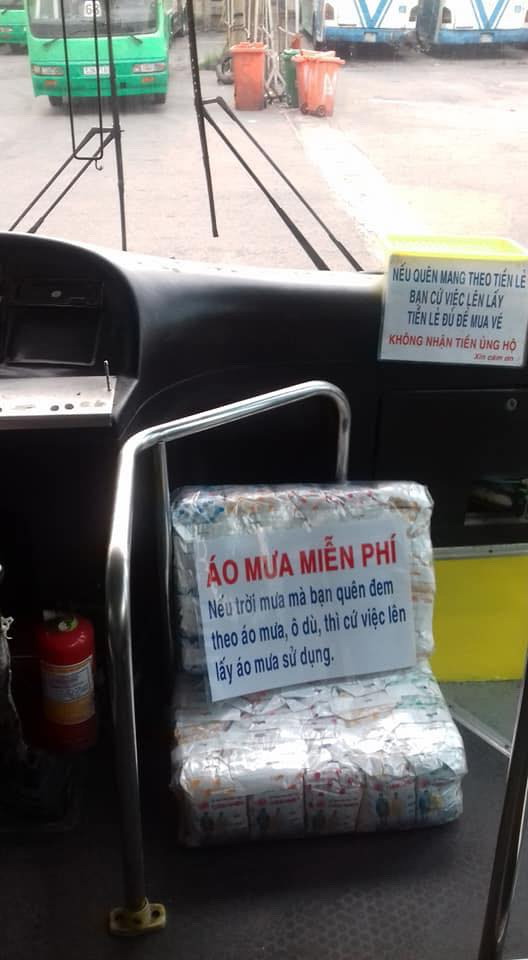 68
NẾU QUÊN MANG THEO TIỀN LẺ
BẠN CỨ VIỆC LÊN LẤY
TIỀN LẺ ĐỦ ĐỂ MUA VÉ
KHÔNG NHẬN TIỀN ỦNG HỘ
Xin cám ơn
ÁO MƯA MIỄN PHÍ
Nếu trời mưa mà bạn quên đem
theo áo mưa, ô dù, thì cứ việc lên
lấy áo mưa sử dụng.